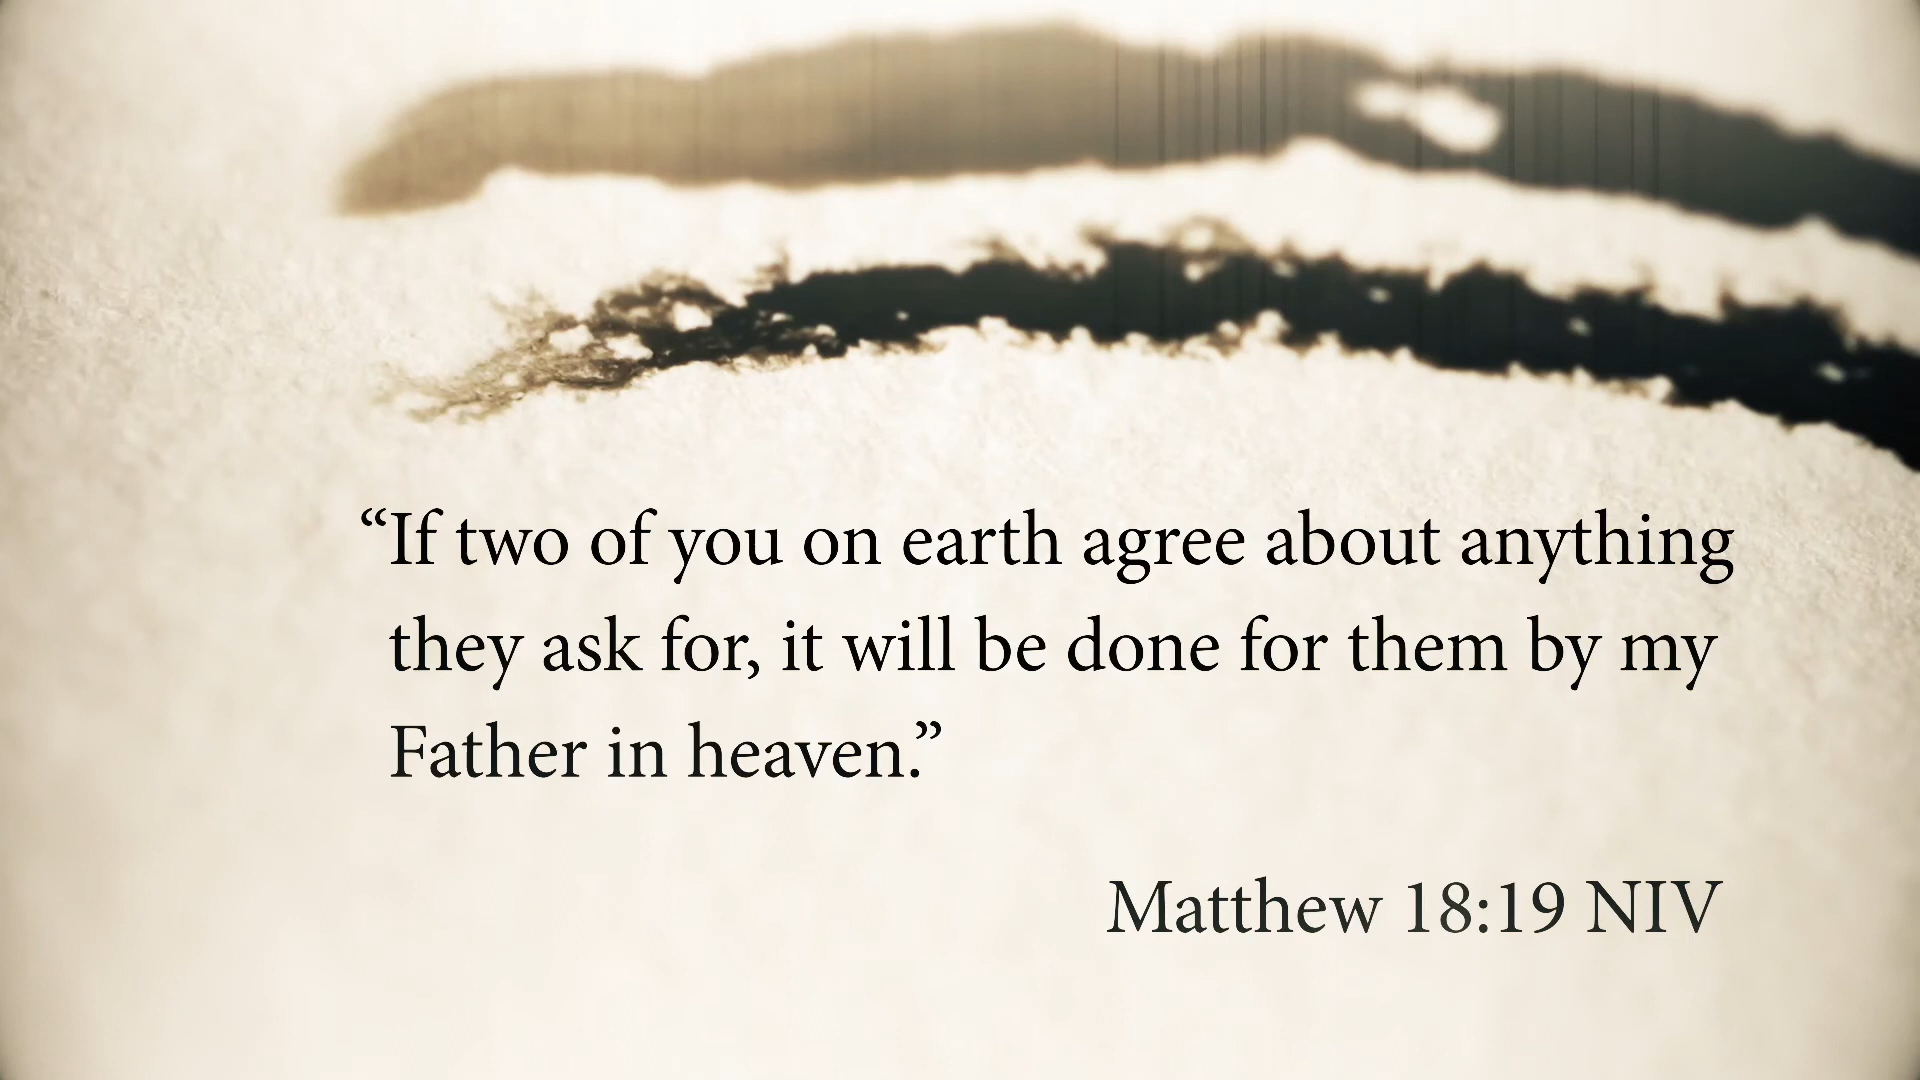 “If two of you on earth agree about anything
they ask for, it will be done for them by my
Father in heaven.”
Matthew 18:19 NIV